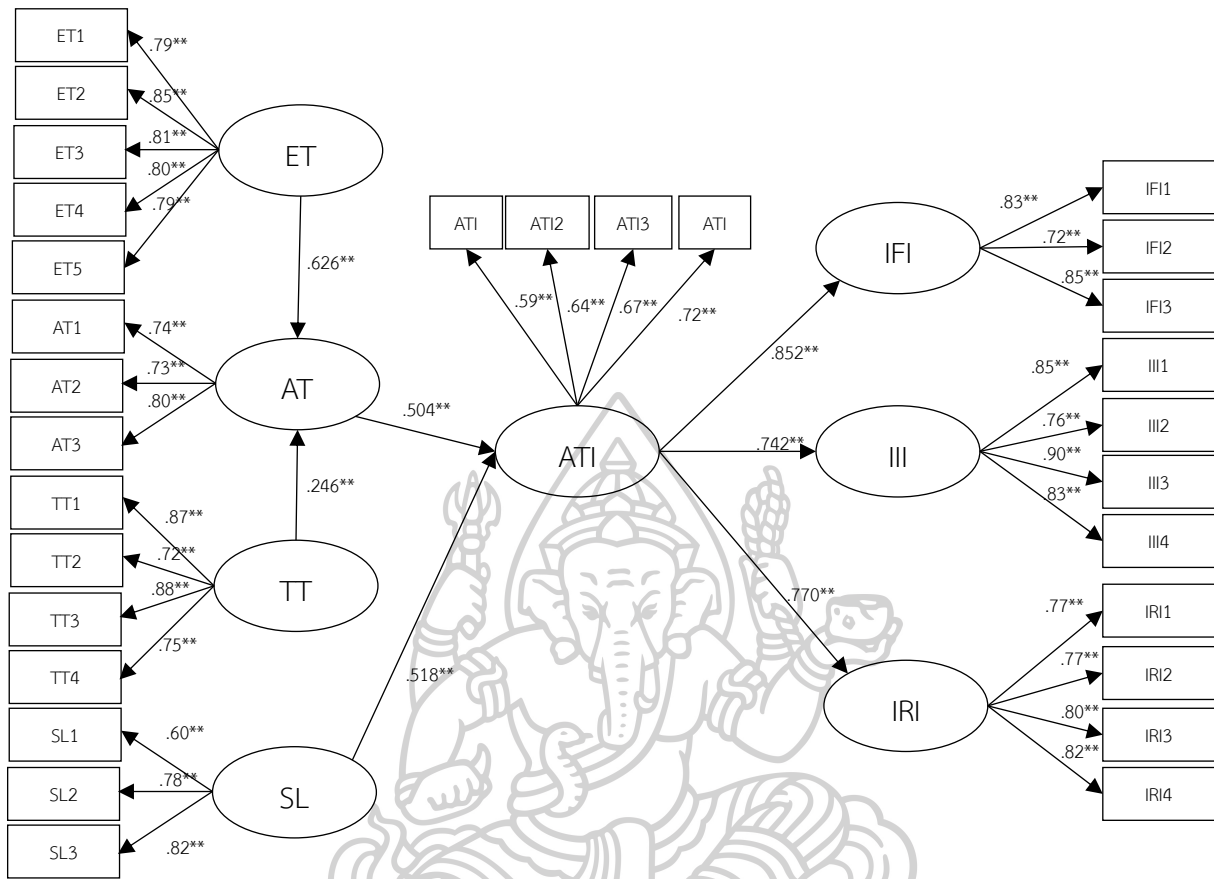 ET1
ET2
ET3
ET4
ET5
.79**
.85**
.81**
.80**
.79**
ET
.626**
AT1
AT2
AT3
.74**
.73**
.80**
AT
.504**
.246**
TT1
TT2
TT3
TT4
.87**
.72**
.88**
.75**
TT
SL1
SL2
SL3
.60**
.78**
.82**
SL
.518**
ATI
ATI2
ATI3
ATI
.59**
.64**
.67**
.72**
ATI
.852**
.742**
.770**
IFI
.83**
.72**
.85**
IFI1
IFI2
IFI3
III
.85**
.76**
.90**
.83**
III1
III2
III3
III4
IRI
.77**
.77**
.80**
.82**
IRI1
IRI2
IRI3
IRI4